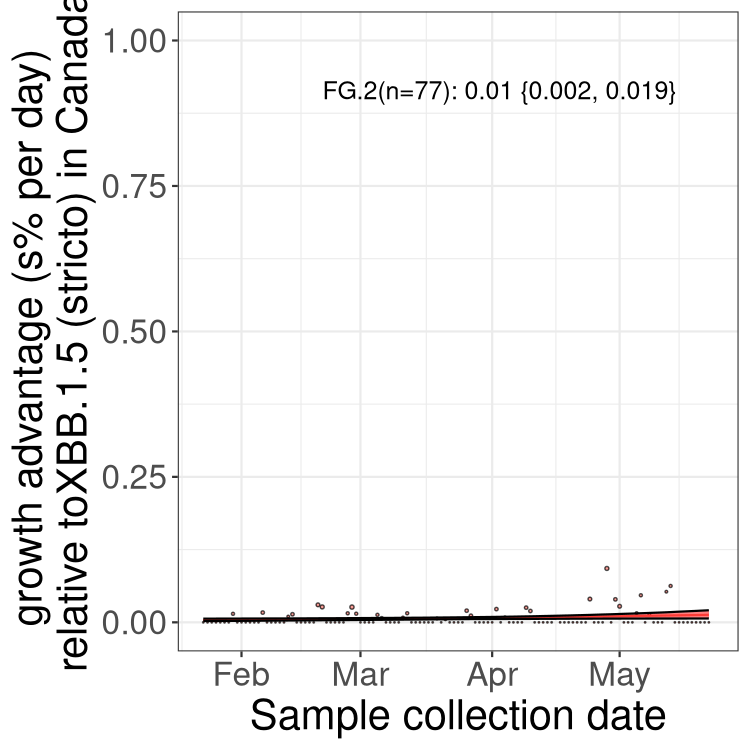 growth advantage (s% per day)
relative toXBB.1.5 (stricto) in Canada
1.00
0.75
0.50
0.25
0.00
FG.2(n=77): 0.01 {0.002, 0.019}
Feb Mar Apr May
Sample collection date